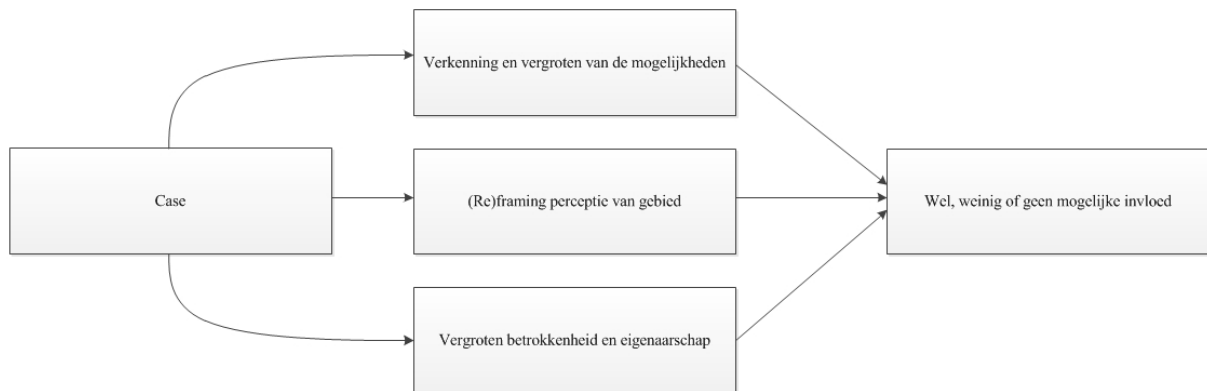 Verkenning en vergroten van de mogelijkheden
Case
(Re)framing perceptie van gebied
Wel, weinig of geen mogelijke invloed
Vergroten betrokkenheid en eigenaarschap